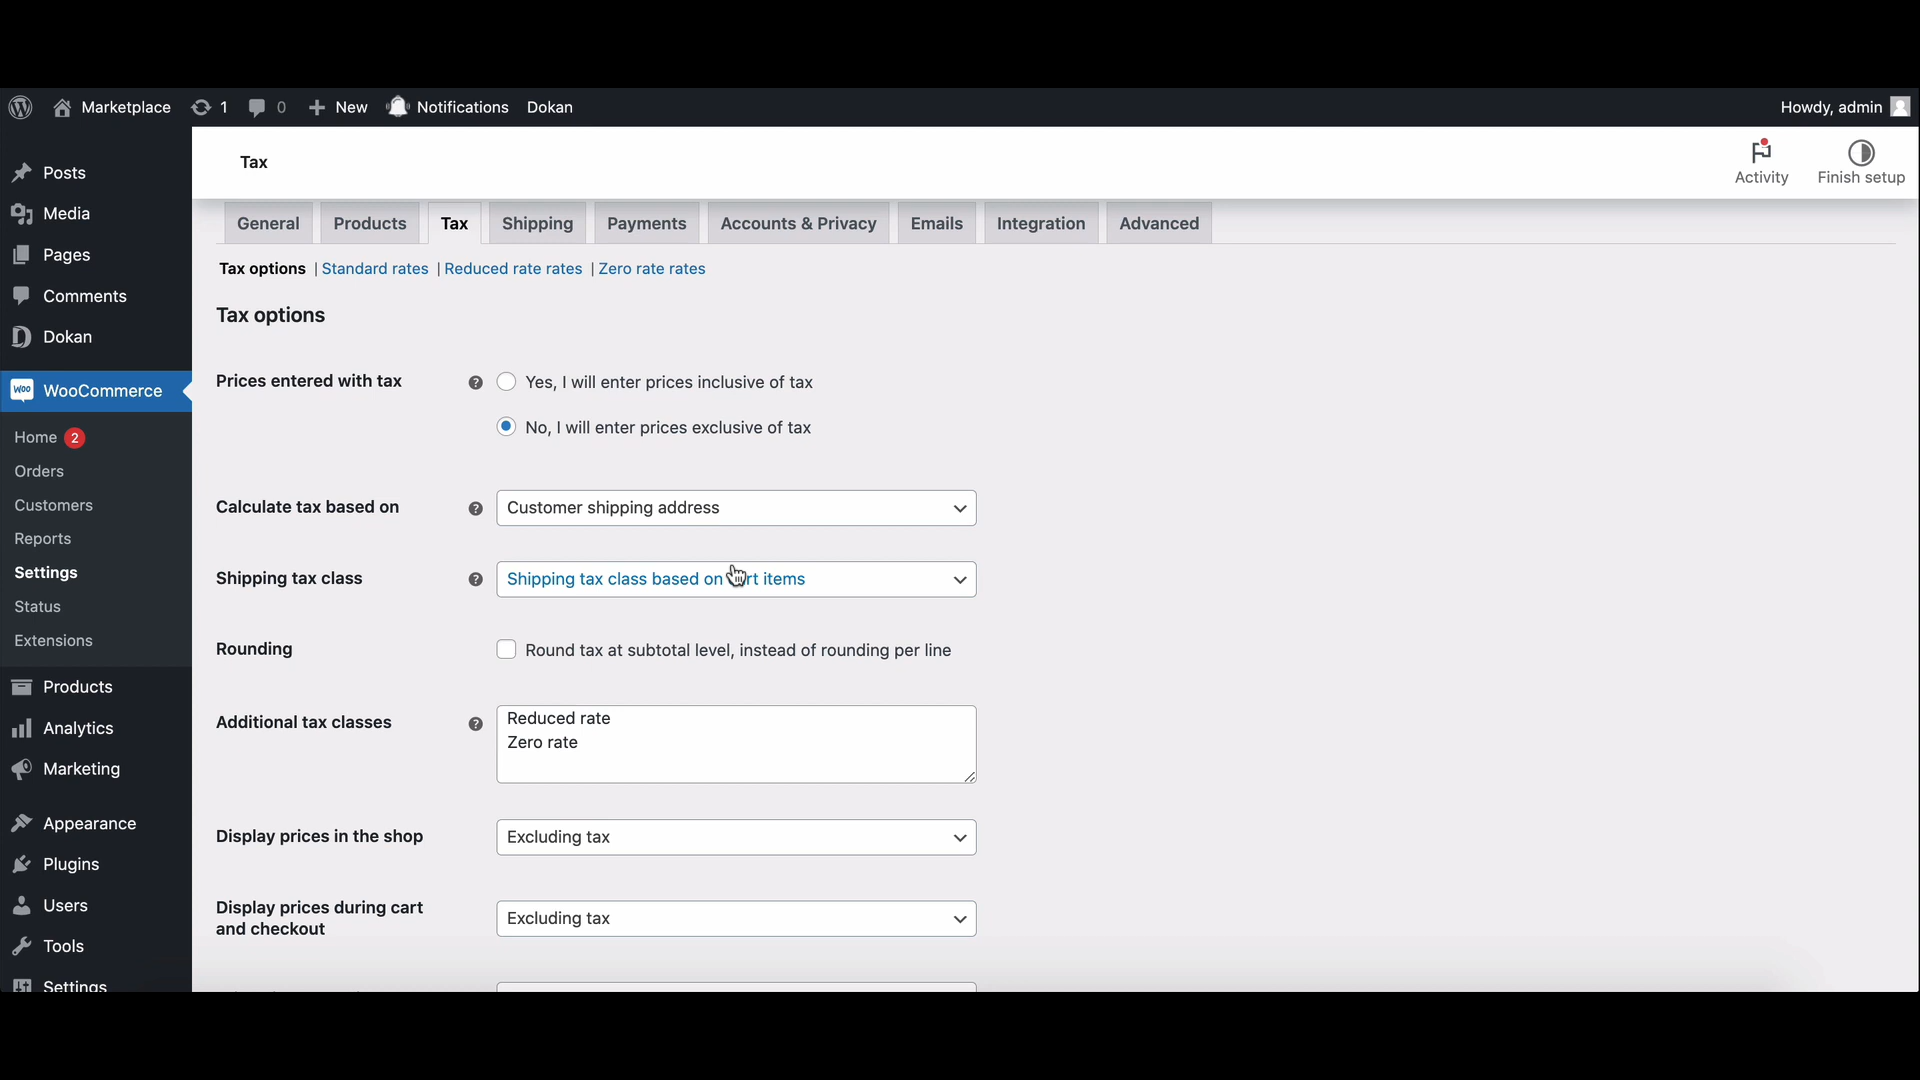 Marketplace 1 0 New Notifications Dokan Howdy, admin
Posts
Media
Pages
Comments
Dokan
WooCommerce
Home 2
Orders
Customers
Reports
Settings
Status
Extensions
Products
Analytics
Marketing
Appearance
Plugins
Users
Tools
Settings
Tax
Activity
Finish setup
General Products Tax Shipping Payments Accounts & Privacy Emails Integration Advanced
Tax options | Standard rates | Reduced rate rates | Zero rate rates
Tax options
Prices entered with tax
Yes, I will enter prices inclusive of tax
No, I will enter prices exclusive of tax
Calculate tax based on
Customer shipping address
Shipping tax class
Shipping tax class based on items
Rounding
Round tax at subtotal level, instead of rounding per line
Additional tax classes
Reduced rate
Zero rate
Display prices in the shop
Excluding tax
Display prices during cart
and checkout
Excluding tax